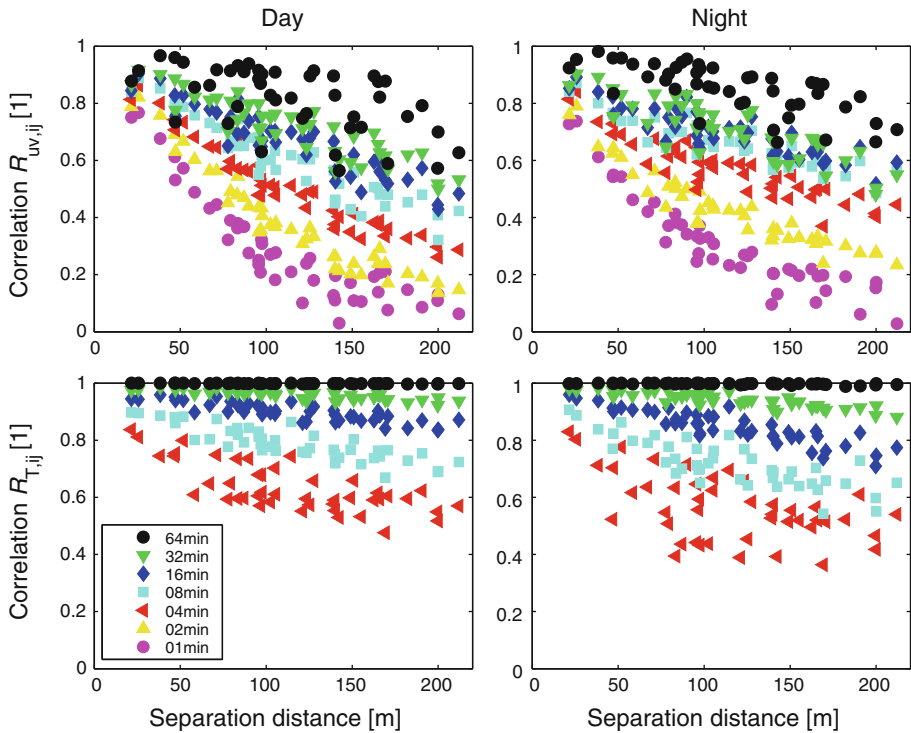 Day
Night
Correlation R_uv,ij [1]
1
0.8
0.6
0.4
0.2
0
0 50 100 150 200
1
0.8
0.6
0.4
0.2
0
0 50 100 150 200
Correlation R_T,ij [1]
1
0.8
0.6
0.4
0.2
0
64min
32min
16min
08min
04min
02min
01min
0 50 100 150 200
Separation distance [m]
1
0.8
0.6
0.4
0.2
0
0 50 100 150 200
Separation distance [m]